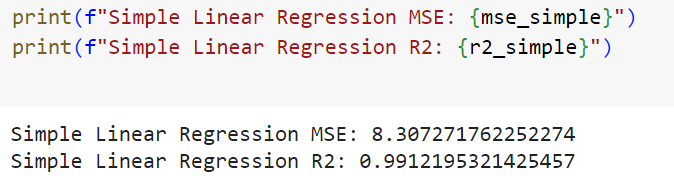 print(f"Simple Linear Regression MSE: {mse_simple}")
print(f"Simple Linear Regression R2: {r2_simple}")
Simple Linear Regression MSE: 8.307271762252274
Simple Linear Regression R2: 0.9912195321425457